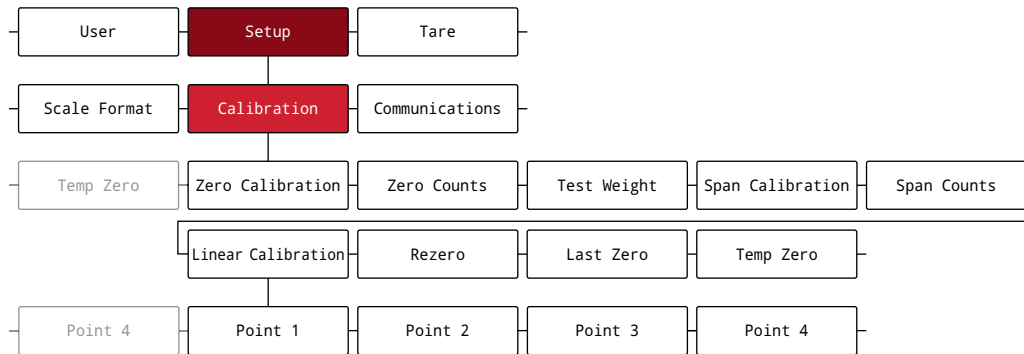 User Setup Tare
Scale Format Calibration Communications
Temp Zero Zero Calibration Zero Counts Test Weight Span Calibration Span Counts
Linear Calibration Rezero Last Zero Temp Zero
Point 4 Point 1 Point 2 Point 3 Point 4